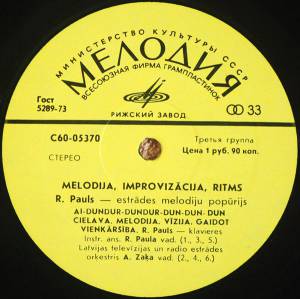 МИНИСТЕРСТВО КУЛЬТУРЫ СССР
МЕЛОДИЯ
ВСЕСОЮЗНАЯ ФИРМА ГРАМПЛАСТИНОК
Гост
5289-73
33
РИЖСКИЙ ЗАВОД
С60-05370
Третья группа
СТЕРЕО
Цена 1 руб. 90 коп.
MELODIJA, IMPROVIZĀCIJA, RITMS
R. Pauls — estrādes melodiju popūrijs
AI-DUNDUR-DUNDUR-DUN-DUN-DUN
CIELAVA. MELODIJA. VĪZIJA. GAIDOT
VIENKĀRŠĪBA. R. Pauls — klavieres
Instr. ans. R. Paula vad. (1., 3., 5.)
Latvijas televīzijas un radio estrādes
orķestris A. Zaķa vad. (2., 4., 6.)